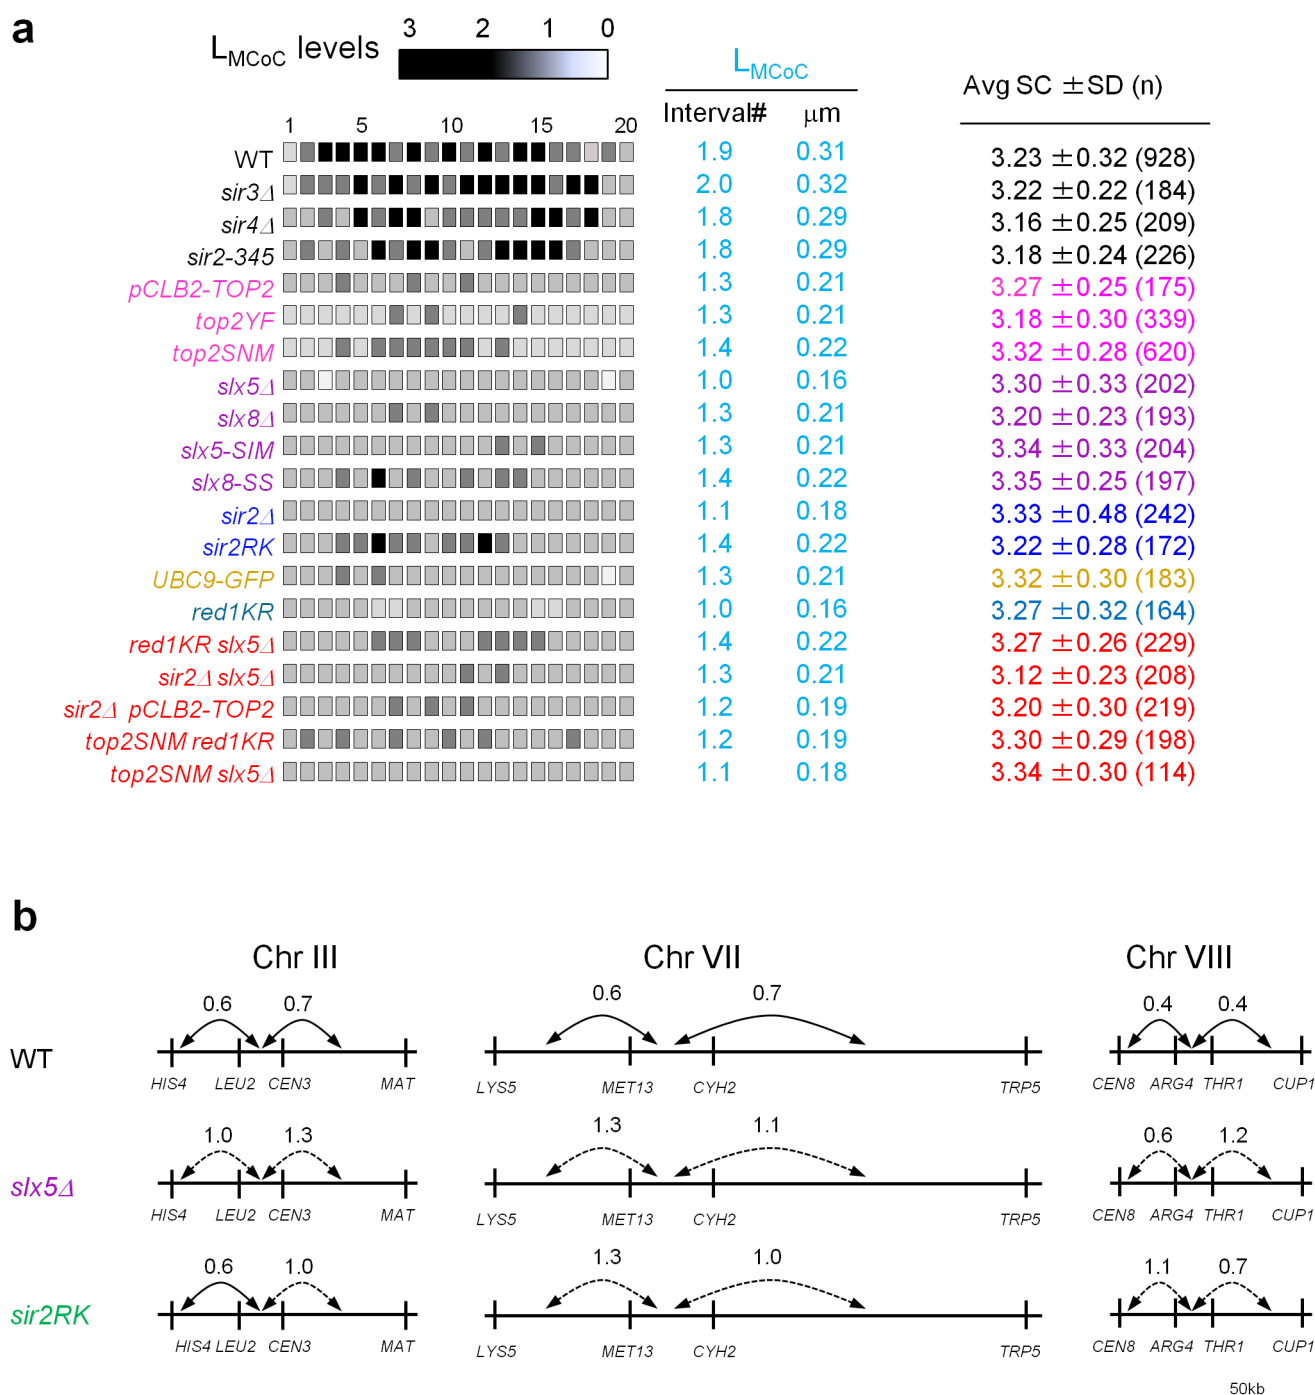 a
L_MCoC levels
3 2 1 0
L_MCoC
Avg SC ±SD (n)
Interval# μm
1 5 10 15 20
WT 1.9 0.31 3.23 ±0.32 (928)
sir3Δ 2.0 0.32 3.22 ±0.22 (184)
sir4Δ 1.8 0.29 3.16 ±0.25 (209)
sir2-345 1.8 0.29 3.18 ±0.24 (226)
pCLB2-TOP2 1.3 0.21 3.27 ±0.25 (175)
top2YF 1.3 0.21 3.18 ±0.30 (339)
top2SNM 1.4 0.22 3.32 ±0.28 (620)
slx5Δ 1.0 0.16 3.30 ±0.33 (202)
slx8Δ 1.3 0.21 3.20 ±0.23 (193)
slx5-SIM 1.3 0.21 3.34 ±0.33 (204)
slx8-SS 1.4 0.22 3.35 ±0.25 (197)
sir2Δ 1.1 0.18 3.33 ±0.48 (242)
sir2RK 1.4 0.22 3.22 ±0.28 (172)
UBC9-GFP 1.3 0.21 3.32 ±0.30 (183)
red1KR 1.0 0.16 3.27 ±0.32 (164)
red1KR slx5Δ 1.4 0.22 3.27 ±0.26 (229)
sir2Δ slx5Δ 1.3 0.21 3.12 ±0.23 (208)
sir2Δ pCLB2-TOP2 1.2 0.19 3.20 ±0.30 (219)
top2SNM red1KR 1.2 0.19 3.30 ±0.29 (198)
top2SNM slx5Δ 1.1 0.18 3.34 ±0.30 (114)
b
Chr III Chr VII Chr VIII
0.6 0.7 0.6 0.7 0.4 0.4
WT
HIS4 LEU2 CEN3 MAT LYS5 MET13 CYH2 TRP5 CEN8 ARG4 THR1 CUP1
1.0 1.3 1.3 1.1 0.6 1.2
slx5Δ
HIS4 LEU2 CEN3 MAT LYS5 MET13 CYH2 TRP5 CEN8 ARG4 THR1 CUP1
0.6 1.0 1.3 1.0 1.1 0.7
sir2RK
HIS4 LEU2 CEN3 MAT LYS5 MET13 CYH2 TRP5 CEN8 ARG4 THR1 CUP1
50kb